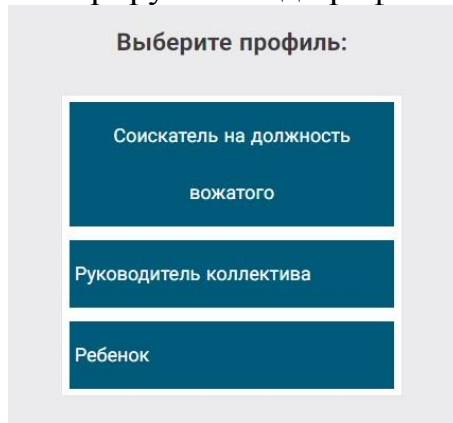 Выберите профиль:
Соискатель на должность
вожатого
Руководитель коллектива
Ребенок